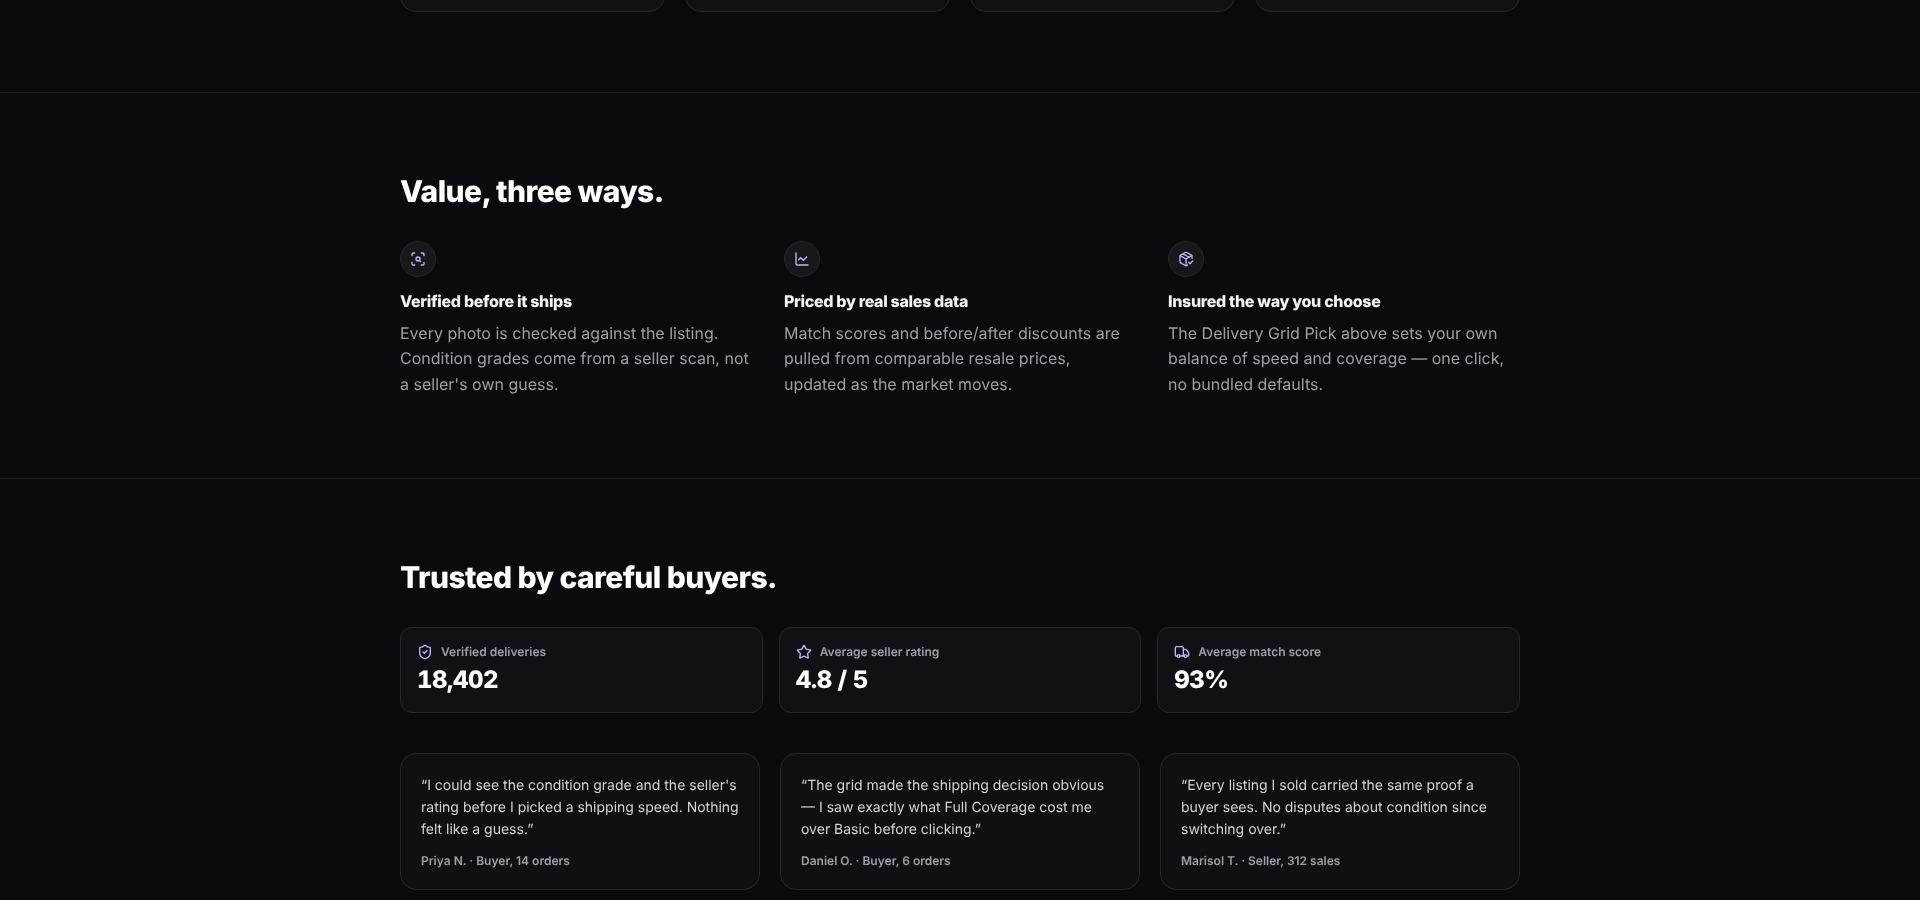 Value, three ways.
Verified before it ships
Every photo is checked against the listing.
Condition grades come from a seller scan, not
a seller's own guess.
Priced by real sales data
Match scores and before/after discounts are
pulled from comparable resale prices,
updated as the market moves.
Insured the way you choose
The Delivery Grid Pick above sets your own
balance of speed and coverage — one click,
no bundled defaults.
Trusted by careful buyers.
Verified deliveries
18,402
Average seller rating
4.8 / 5
Average match score
93%
“I could see the condition grade and the seller's
rating before I picked a shipping speed. Nothing
felt like a guess.”
Priya N. · Buyer, 14 orders
“The grid made the shipping decision obvious
— I saw exactly what Full Coverage cost me
over Basic before clicking.”
Daniel O. · Buyer, 6 orders
“Every listing I sold carried the same proof a
buyer sees. No disputes about condition since
switching over.”
Marisol T. · Seller, 312 sales